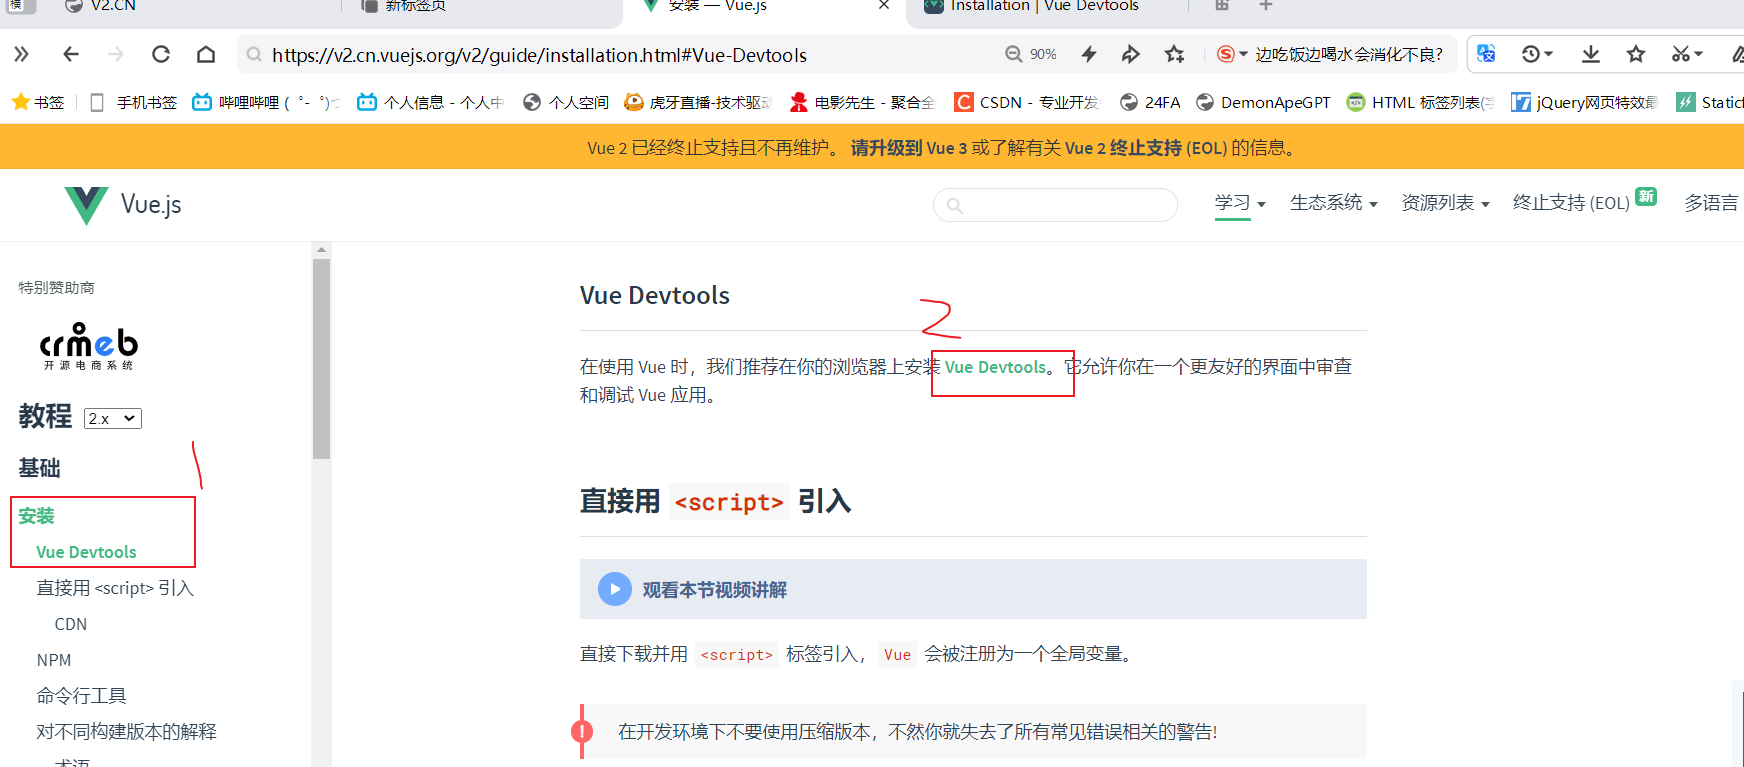 横 V2.CN 新标签页 安装 — Vue.js Installation | Vue Devtools
https://v2.cn.vuejs.org/v2/guide/installation.html#Vue-Devtools 90% 边吃饭边喝水会消化不良?
书签 手机书签 哔哩哔哩 ( ゜- ゜)つ 个人信息 - 个人中 个人空间 虎牙直播-技术驱动 电影先生 - 聚合全 CSDN - 专业开发 24FA DemonApeGPT HTML 标签列表(字 jQuery网页特效最 Static
Vue 2 已经终止支持且不再维护。 请升级到 Vue 3 或了解有关 Vue 2 终止支持 (EOL) 的信息。
Vue.js 学习 生态系统 资源列表 终止支持 (EOL) 新 多语言
特别赞助商
crmeb
开源电商系统
教程 2.x
基础
1
安装
Vue Devtools
直接用 <script> 引入
CDN
NPM
命令行工具
对不同构建版本的解释
术语
Vue Devtools
2
在使用 Vue 时，我们推荐在你的浏览器上安装 Vue Devtools。它允许你在一个更友好的界面中审查
和调试 Vue 应用。
直接用 <script> 引入
观看本节视频讲解
直接下载并用 <script> 标签引入，Vue 会被注册为一个全局变量。
在开发环境下不要使用压缩版本，不然你就失去了所有常见错误相关的警告!